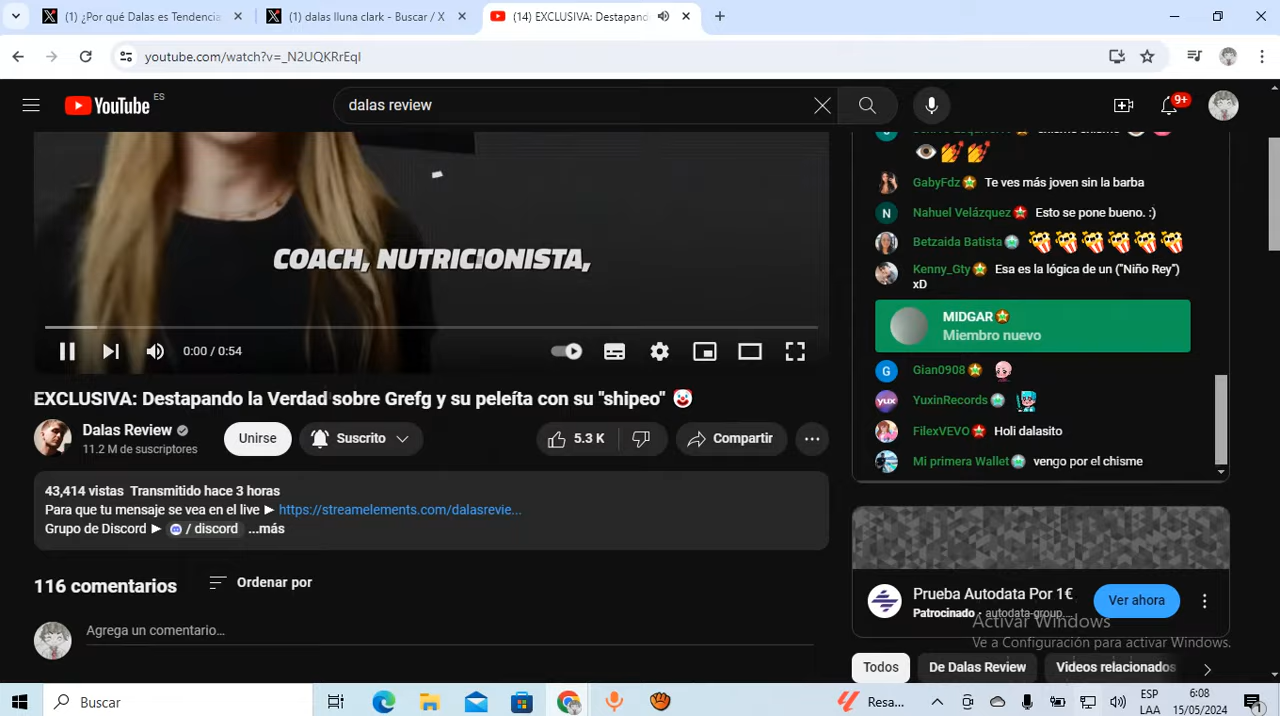 (1) ¿Por qué Dalas es Tendencia
(1) dalas lluna clark - Buscar / X
(14) EXCLUSIVA: Destapand
youtube.com/watch?v=_N2UQKRrEqI
YouTube ES
dalas review
9+
GabyFdz Te ves más joven sin la barba
N Nahuel Velázquez Esto se pone bueno. :)
Betzaida Batista
Kenny_Gty Esa es la lógica de un ("Niño Rey")
xD
COACH, NUTRICIONISTA,
MIDGAR
Miembro nuevo
0:00 / 0:54
G Gian0908
yux YuxinRecords
FilexVEVO Holi dalasito
Mi primera Wallet vengo por el chisme
EXCLUSIVA: Destapando la Verdad sobre Grefg y su peleíta con su "shipeo"
Dalas Review
11.2 M de suscriptores
Unirse
Suscrito
5.3 K
Compartir
43,414 vistas Transmitido hace 3 horas
Para que tu mensaje se vea en el live ► https://streamelements.com/dalasrevie...
Grupo de Discord ► / discord ...más
116 comentarios
Ordenar por
Agrega un comentario…
Prueba Autodata Por 1€
Patrocinado · autodata-group....
Ver ahora
Activar Windows
Ve a Configuración para activar Windows.
Todos
De Dalas Review
Videos relacionados
Buscar
Resa...
ESP
LAA
6:08
15/05/2024
1